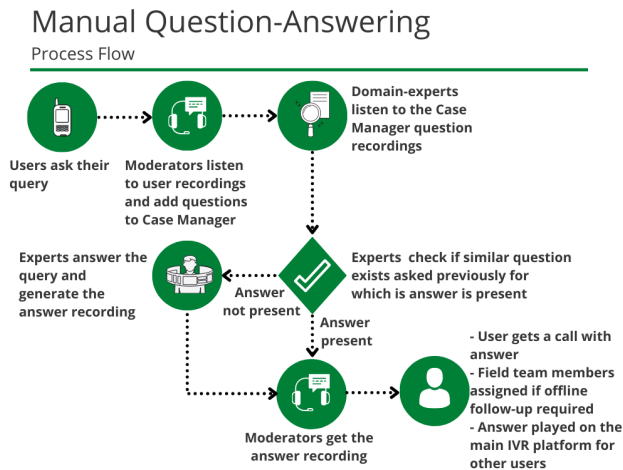 Manual Question-Answering
Process Flow
Users ask their
query
Moderators listen
to user recordings
and add questions
to Case Manager
Domain-experts
listen to the Case
Manager question
recordings
Experts  check if similar question
exists asked previously for
which is answer is present
Answer
not present
Experts answer the
query and
generate the
answer recording
Answer
present
Moderators get the
answer recording
- User gets a call with
answer
- Field team members
assigned if offline
follow-up required
- Answer played on the
main IVR platform for
other users